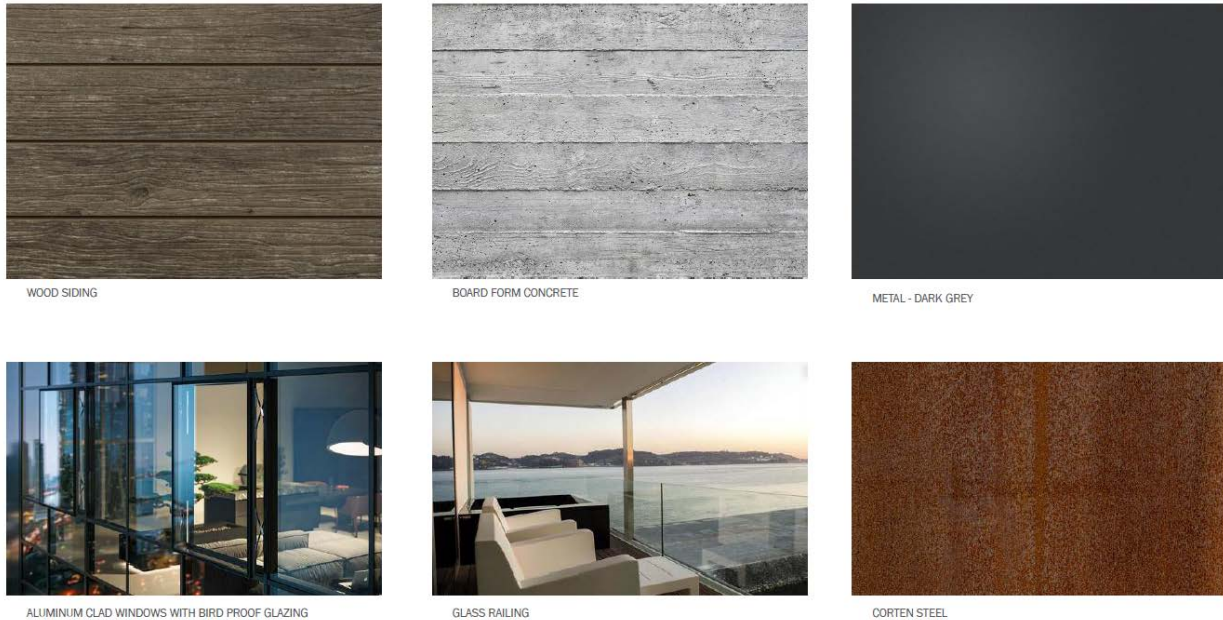 WOOD SIDING
BOARD FORM CONCRETE
METAL - DARK GREY
ALUMINUM CLAD WINDOWS WITH BIRD PROOF GLAZING
GLASS RAILING
CORTEN STEEL